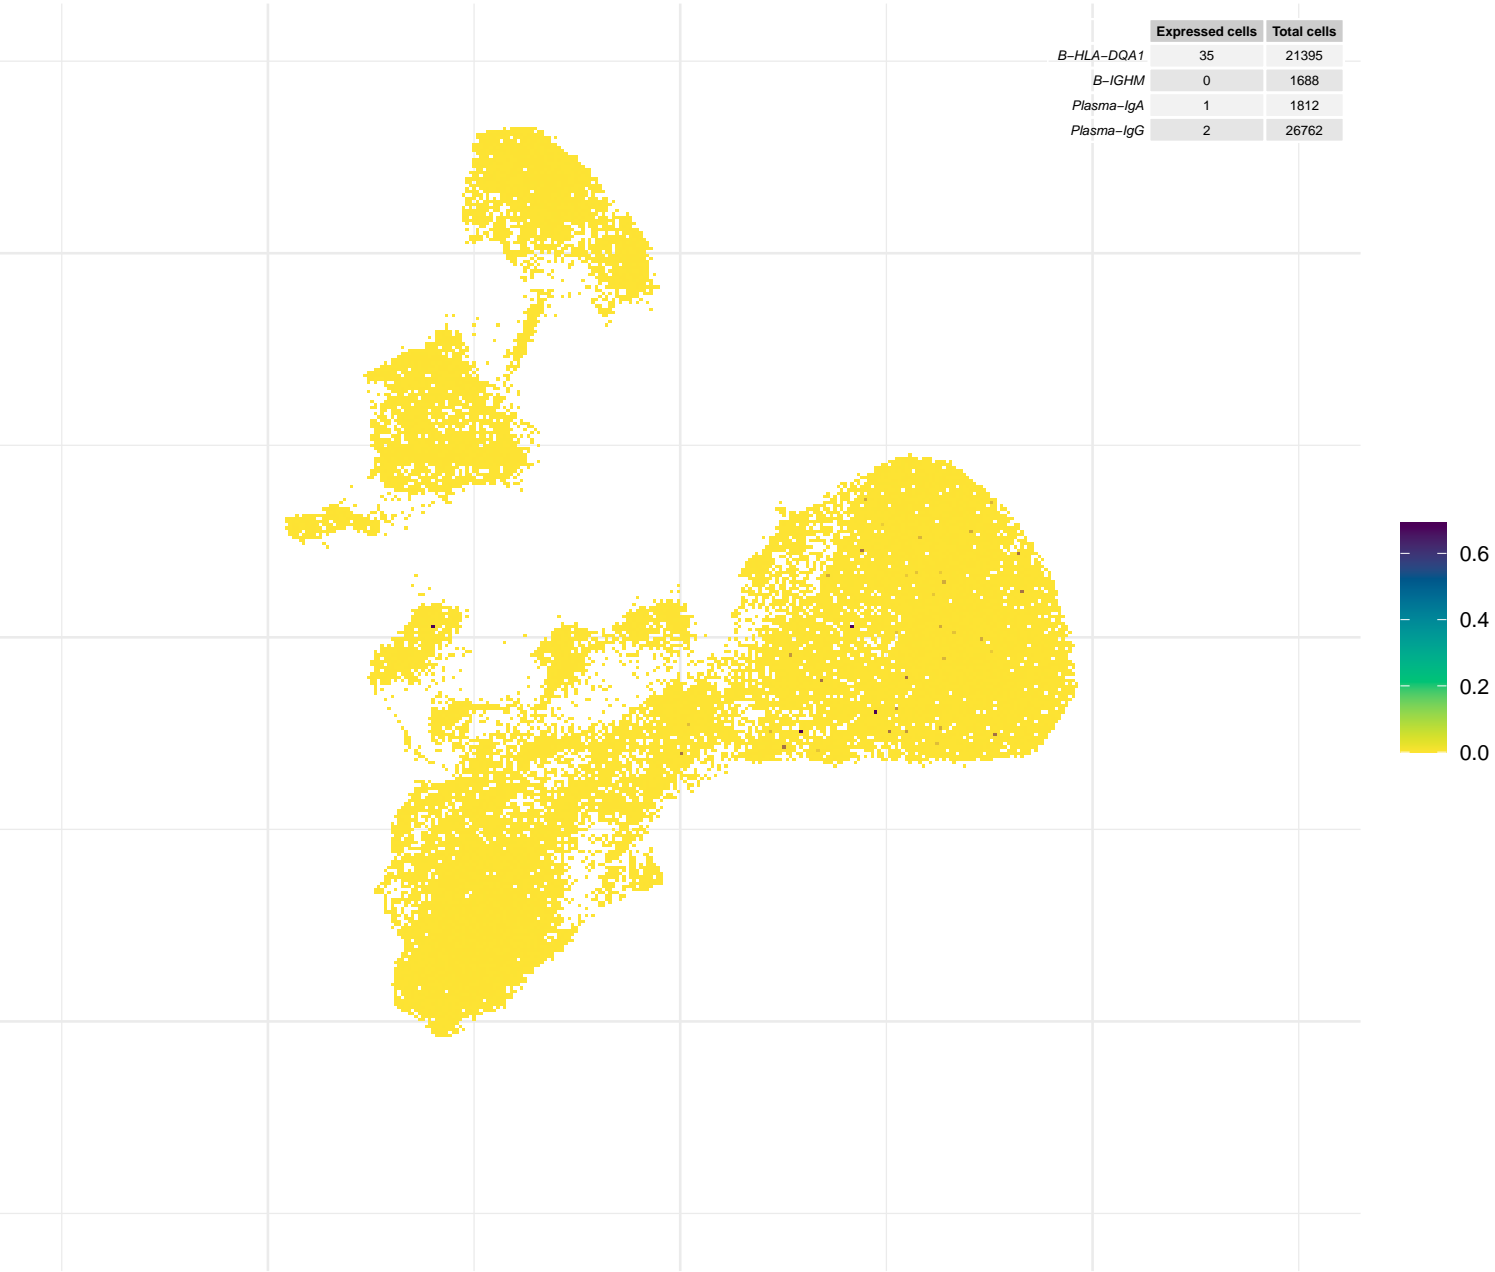 Expressed cells Total cells
B−HLA−DQA1 35 21395
B−IGHM 0 1688
Plasma−IgA 1 1812
Plasma−IgG 2 26762
0.6
0.4
0.2
0.0